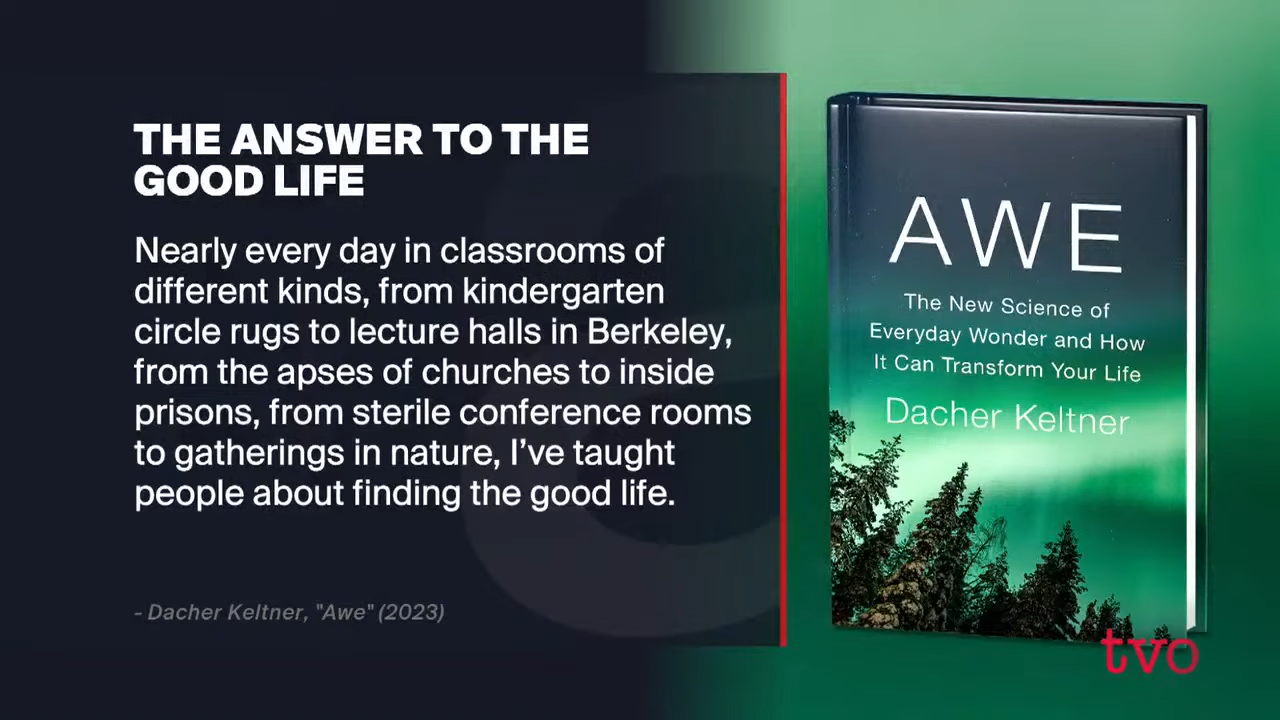 THE ANSWER TO THE
GOOD LIFE
Nearly every day in classrooms of
different kinds, from kindergarten
circle rugs to lecture halls in Berkeley,
from the apses of churches to inside
prisons, from sterile conference rooms
to gatherings in nature, I've taught
people about finding the good life.
- Dacher Keltner, "Awe" (2023)
AWE
The New Science of
Everyday Wonder and How
It Can Transform Your Life
Dacher Keltner
tvo